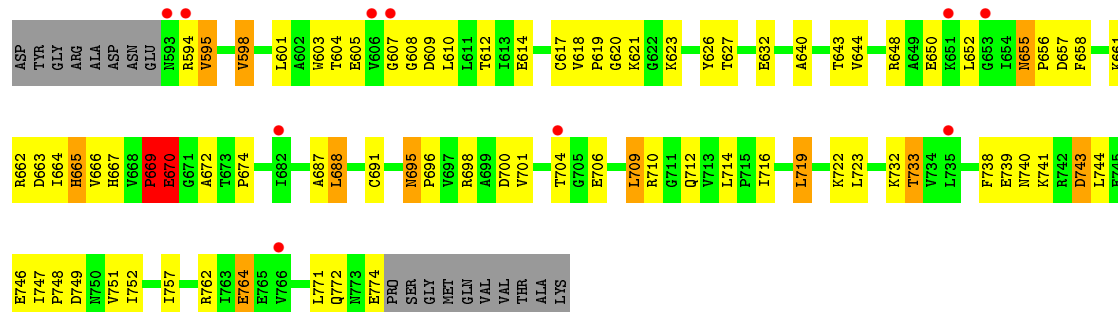 ASP TYR GLY ARG ALA ASP ASN GLU N593 R594 V595 V598 L601 A602 W603 T604 E605 V606 G607 G608 D609 L610 L611 T612 I613 E614 C617 V618 P619 G620 K621 G622 K623 Y626 T627 E632 A640 T643 V644 R648 A649 E650 K651 L652 G653 I654 N655 P656 D657 F658 K661
R662 D663 I664 H665 V666 H667 V668 P669 E670 G671 A672 T673 P674 I682 A687 L688 C691 N695 P696 V697 R698 A699 D700 V701 T704 G705 E706 L709 R710 G711 Q712 V713 L714 P715 I716 L719 K722 L723 K732 T733 V734 L735 F738 E739 N740 K741 R742 D743 L744 E745
E746 I747 P748 D749 N750 V751 I752 I757 R762 I763 E764 E765 V766 L771 Q772 N773 E774 PRO SER GLY MET GLN VAL VAL THR ALA LYS